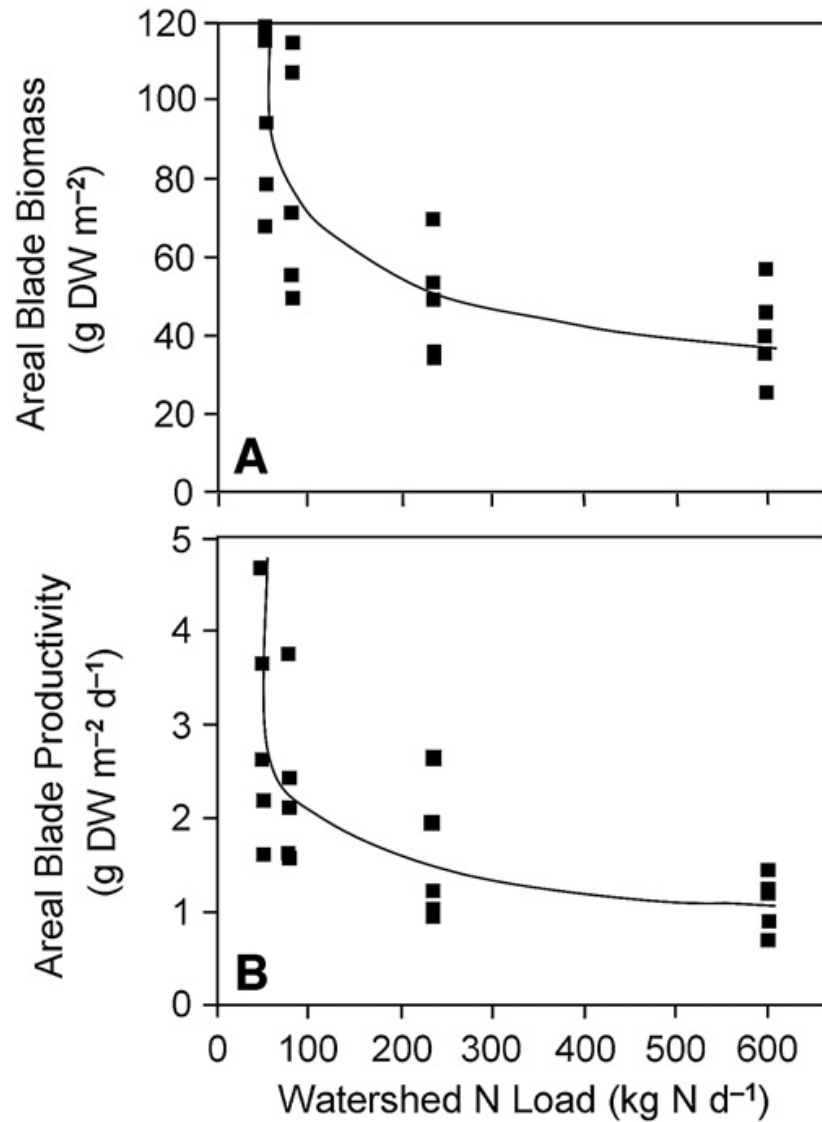 Areal Blade Biomass
(g DW m⁻²)
120
100
80
60
40
20
0
A
Areal Blade Productivity
(g DW m⁻² d⁻¹)
5
4
3
2
1
0
B
0 100 200 300 400 500 600
Watershed N Load (kg N d⁻¹)